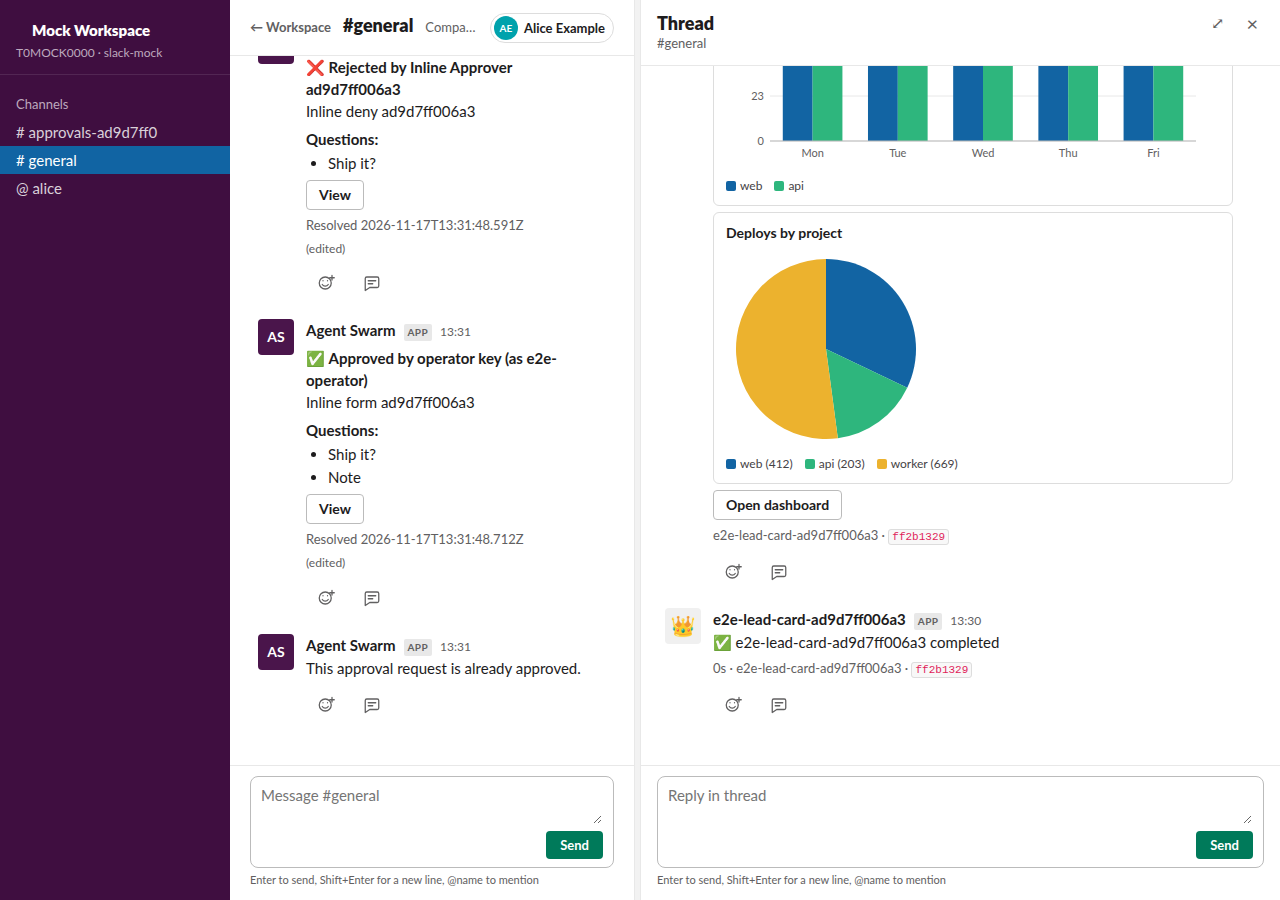 Mock Workspace
T0MOCK0000 · slack-mock
Channels
# approvals-ad9d7ff0
# general
@ alice
← Workspace
#general
Compa...
AE
Alice Example
❌ Rejected by Inline Approver
ad9d7ff006a3
Inline deny ad9d7ff006a3
Questions:
• Ship it?
View
Resolved 2026-11-17T13:31:48.591Z
(edited)
AS
Agent Swarm APP 13:31
✅ Approved by operator key (as e2e-
operator)
Inline form ad9d7ff006a3
Questions:
• Ship it?
• Note
View
Resolved 2026-11-17T13:31:48.712Z
(edited)
AS
Agent Swarm APP 13:31
This approval request is already approved.
Message #general
Send
Enter to send, Shift+Enter for a new line, @name to mention
Thread
#general
23
0
Mon Tue Wed Thu Fri
web api
Deploys by project
web (412) api (203) worker (669)
Open dashboard
e2e-lead-card-ad9d7ff006a3 · ff2b1329
e2e-lead-card-ad9d7ff006a3 APP 13:30
✅ e2e-lead-card-ad9d7ff006a3 completed
0s · e2e-lead-card-ad9d7ff006a3 · ff2b1329
Reply in thread
Send
Enter to send, Shift+Enter for a new line, @name to mention